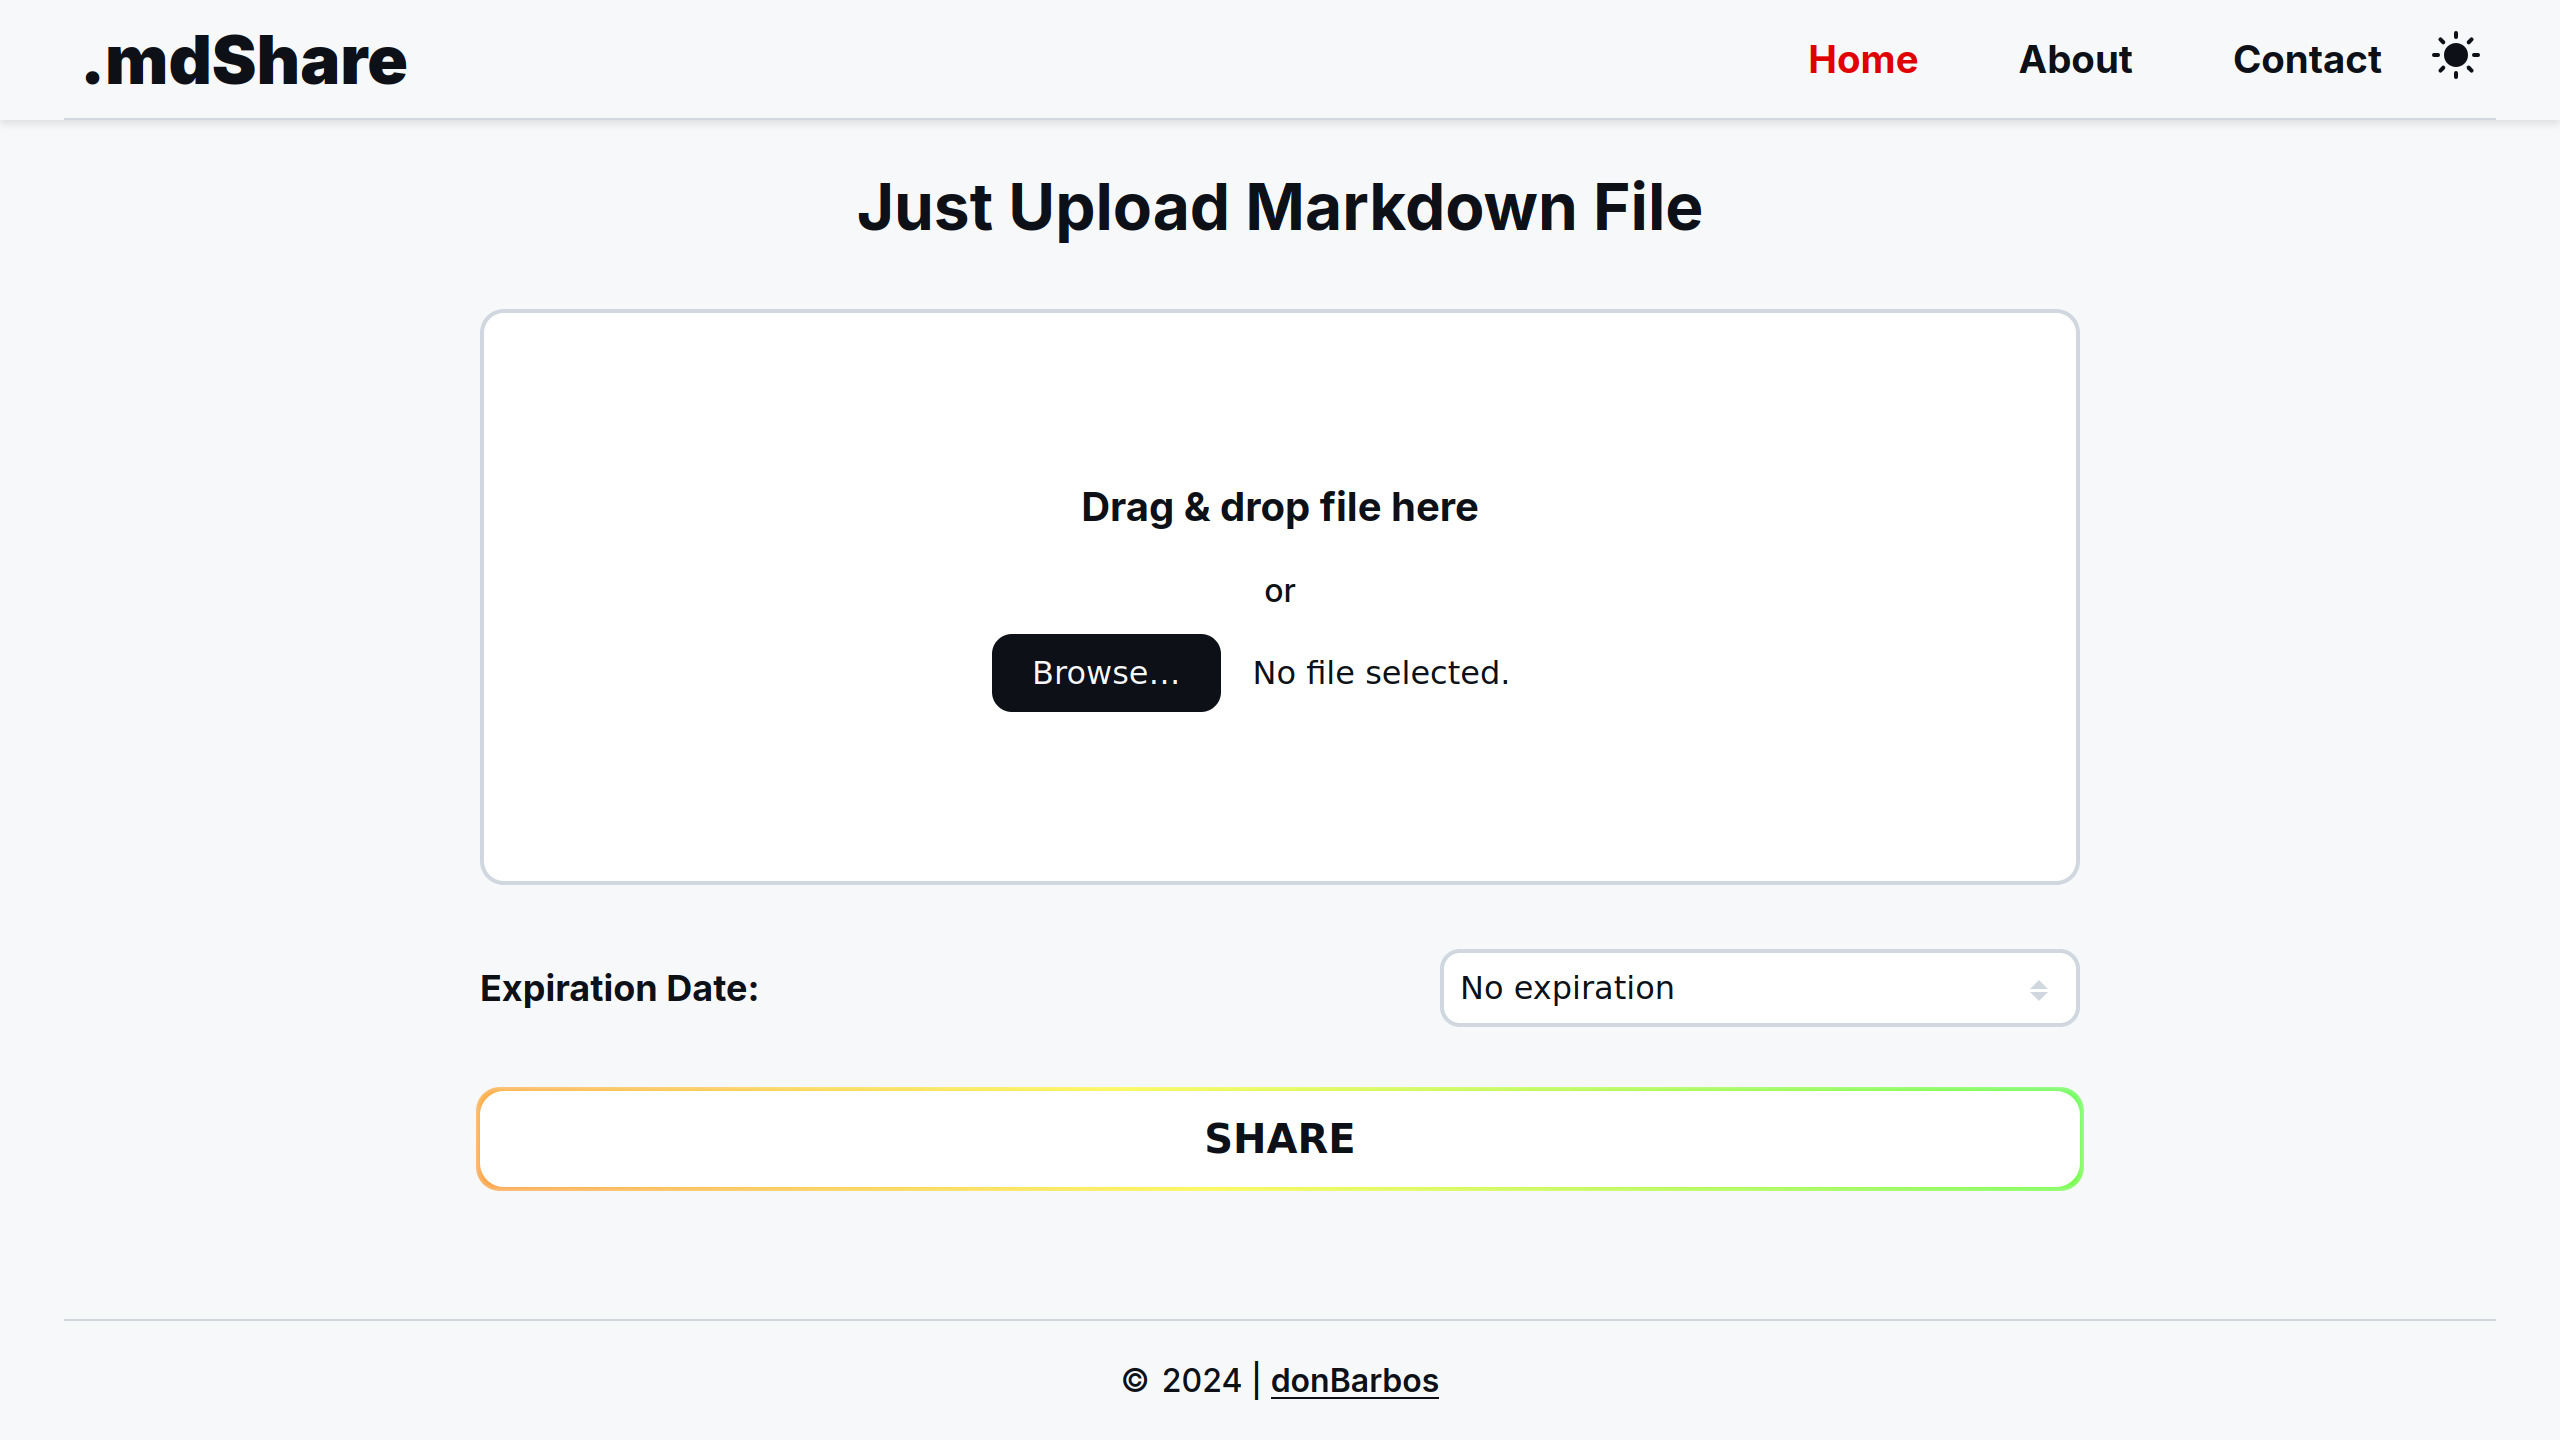 .mdShare
Home About Contact
Just Upload Markdown File
Drag & drop file here
or
Browse... No file selected.
Expiration Date: No expiration
SHARE
© 2024 | donBarbos